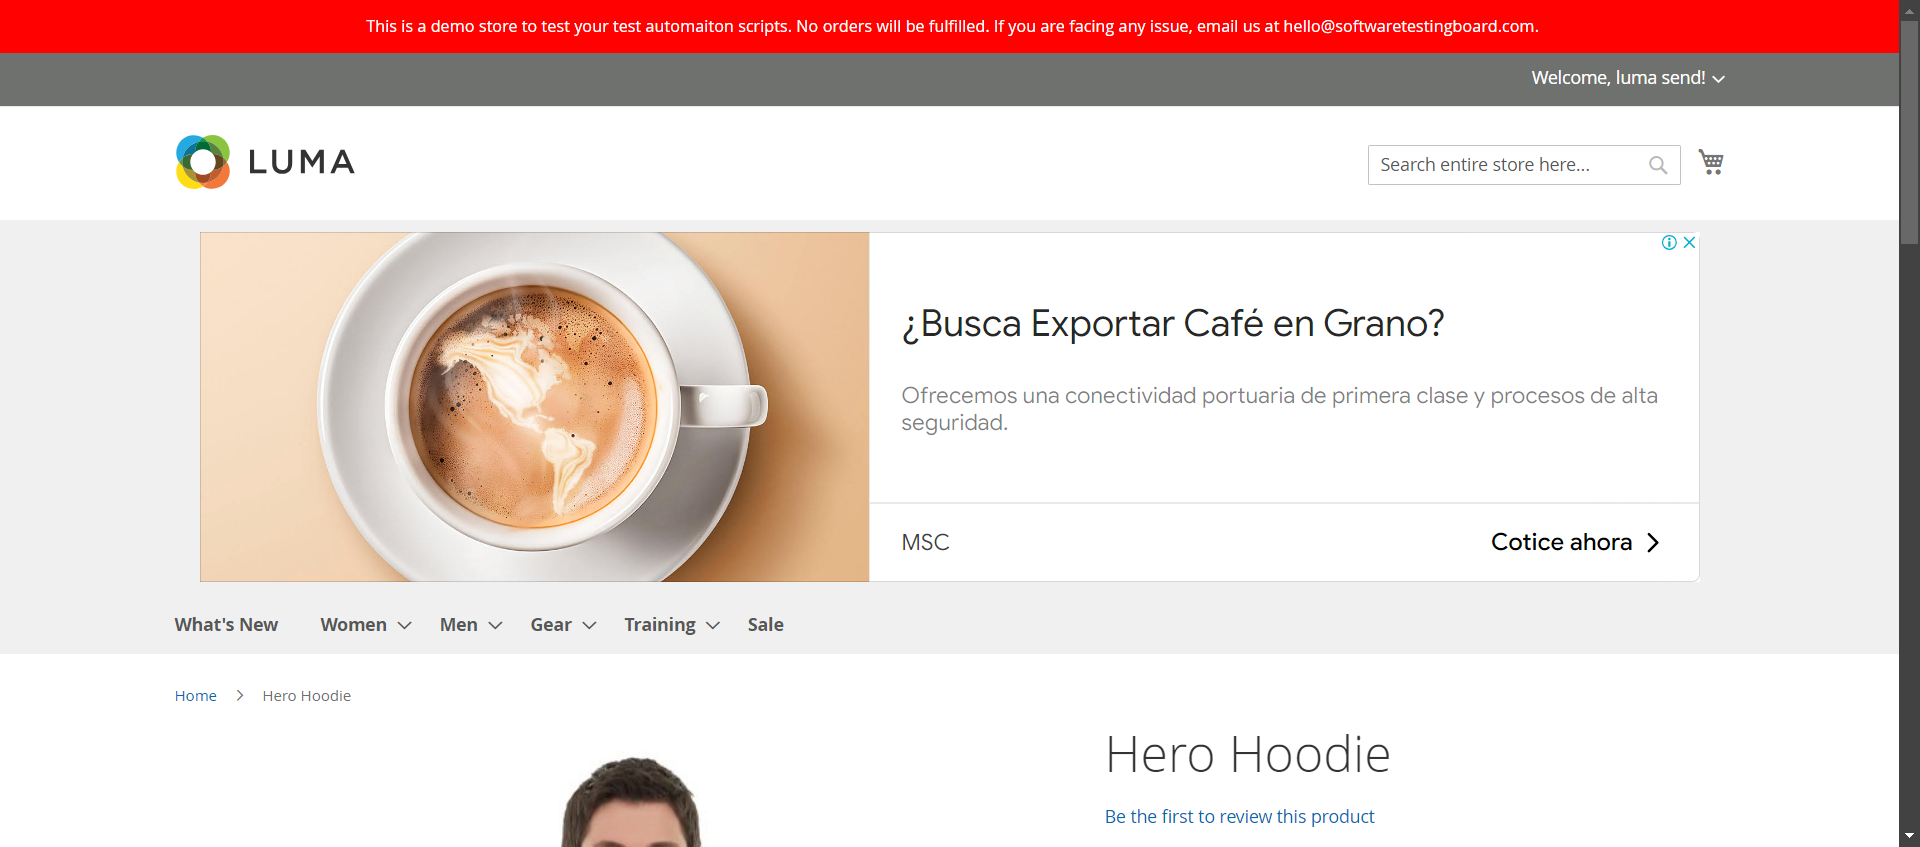 This is a demo store to test your test automaiton scripts. No orders will be fulfilled. If you are facing any issue, email us at hello@softwaretestingboard.com.
Welcome, luma send!
LUMA
Search entire store here...
¿Busca Exportar Café en Grano?
Ofrecemos una conectividad portuaria de primera clase y procesos de alta
seguridad.
MSC
Cotice ahora
What's New Women Men Gear Training Sale
Home Hero Hoodie
Hero Hoodie
Be the first to review this product